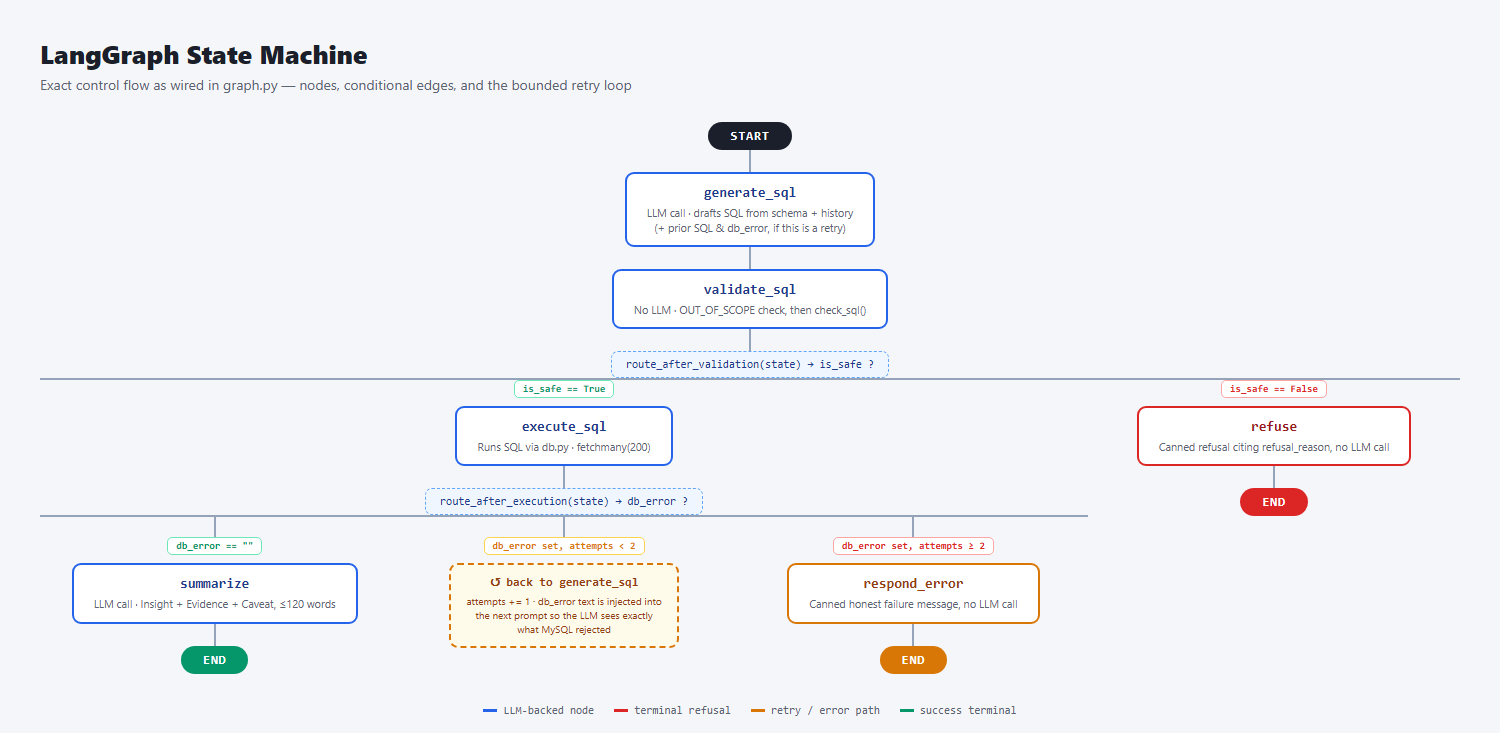 LangGraph State Machine
Exact control flow as wired in graph.py — nodes, conditional edges, and the bounded retry loop
START
generate_sql
LLM call · drafts SQL from schema + history
(+ prior SQL & db_error, if this is a retry)
validate_sql
No LLM · OUT_OF_SCOPE check, then check_sql()
route_after_validation(state) → is_safe ?
is_safe == True
is_safe == False
execute_sql
Runs SQL via db.py · fetchmany(200)
refuse
Canned refusal citing refusal_reason, no LLM call
route_after_execution(state) → db_error ?
END
db_error == ""
db_error set, attempts < 2
db_error set, attempts ≥ 2
summarize
LLM call · Insight + Evidence + Caveat, ≤120 words
↺ back to generate_sql
attempts += 1 · db_error text is injected into
the next prompt so the LLM sees exactly
what MySQL rejected
respond_error
Canned honest failure message, no LLM call
END
END
LLM-backed node
terminal refusal
retry / error path
success terminal